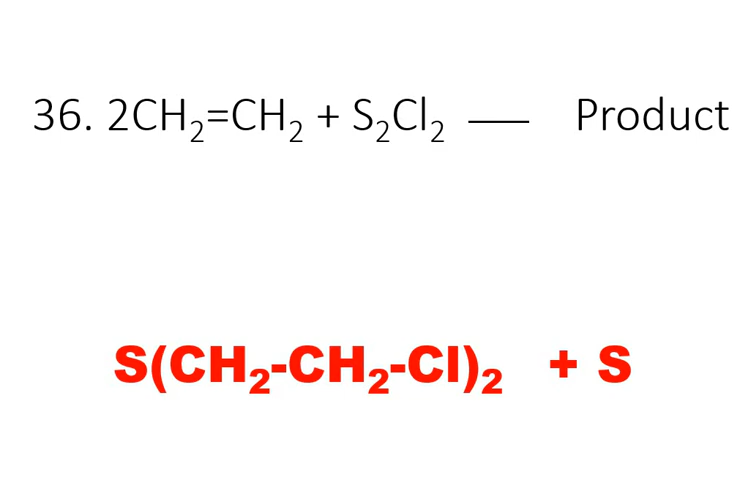 36. 2CH₂=CH₂ + S₂Cl₂ — Product
S(CH₂-CH₂-Cl)₂ + S